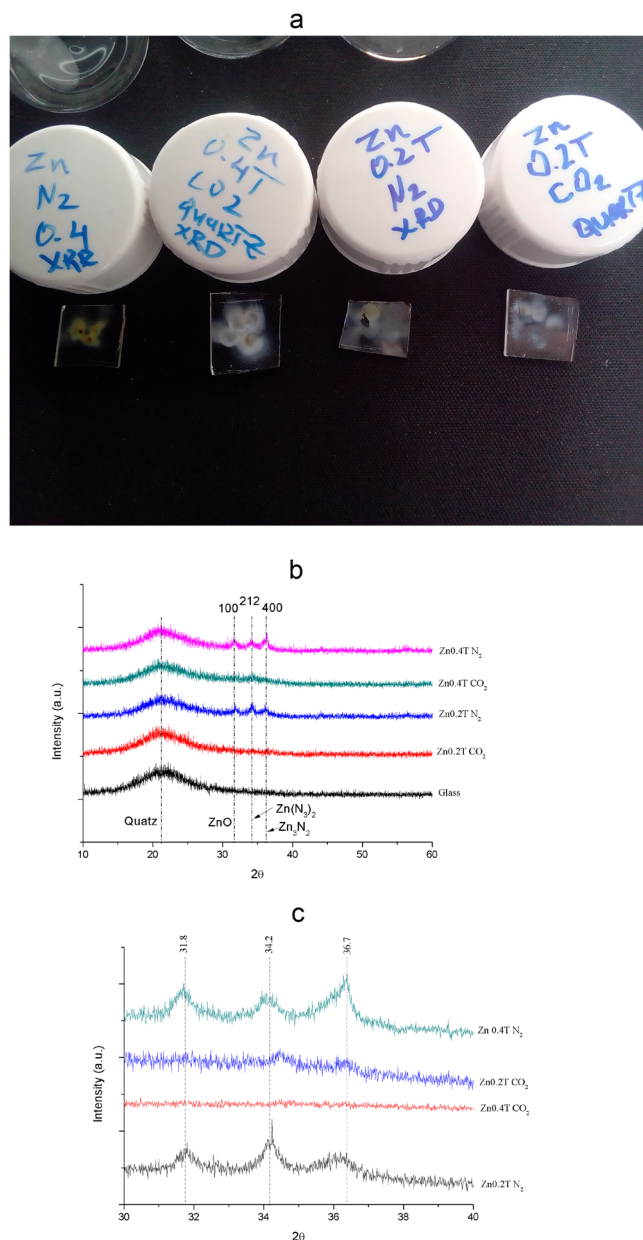 a
Zn
N2
0.4
XRR
Zn
0.4T
CO2
QUARTZ
XRD
Zn
0.2T
N2
XRD
Zn
0.2T
CO2
QUARTZ
b
100 212 400
Zn0.4T N₂
Zn0.4T CO₂
Zn0.2T N₂
Zn0.2T CO₂
Glass
Intensity (a.u.)
Quatz
ZnO
Zn(N₃)₂
Zn₃N₂
10 20 30 40 50 60
2θ
c
31.8 34.2 36.7
Zn 0.4T N₂
Zn0.2T CO₂
Zn0.4T CO₂
Zn0.2T N₂
Intensity (a.u.)
30 32 34 36 38 40
2θ